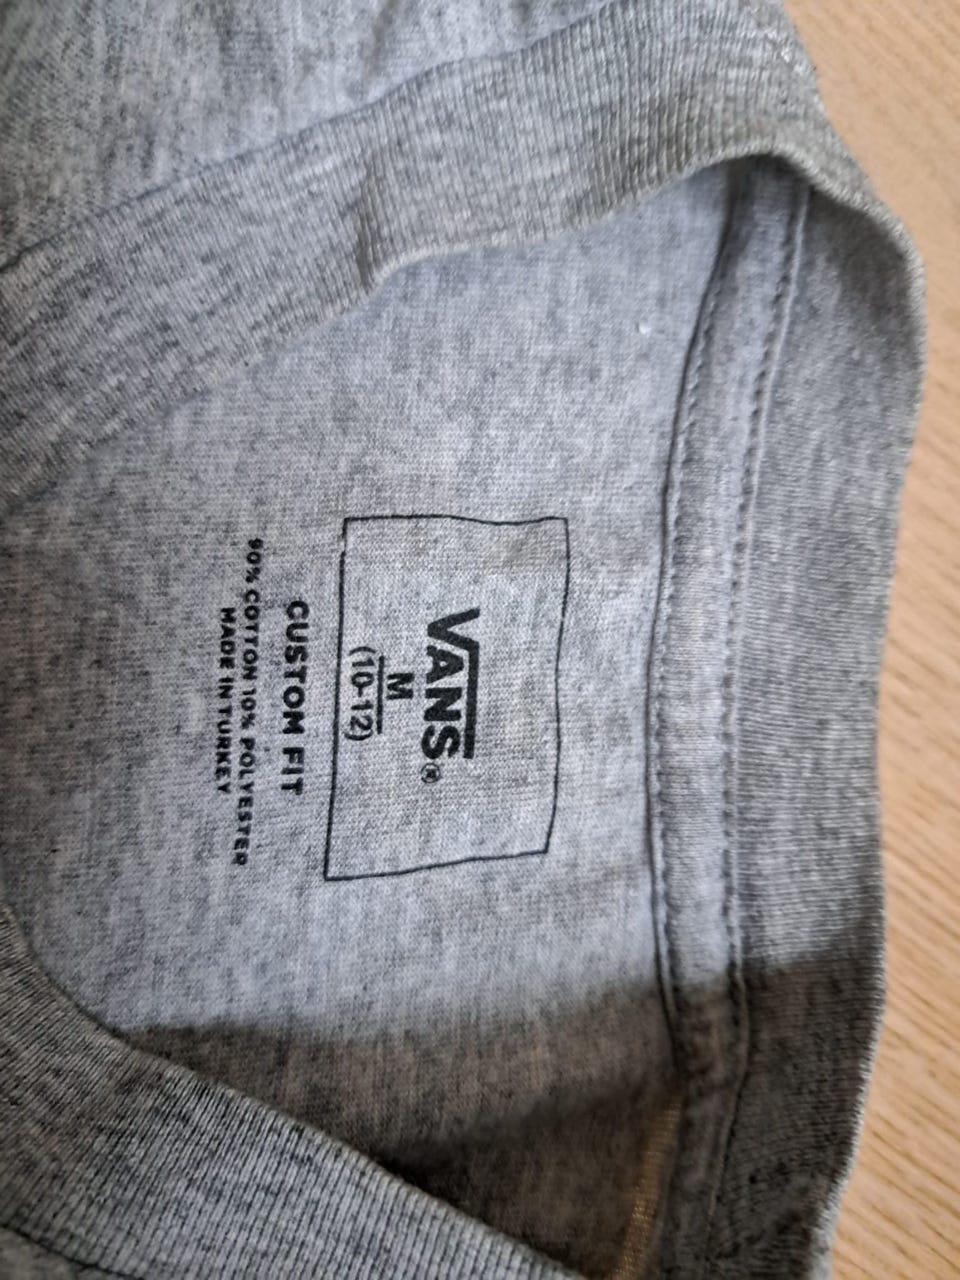 VANS®
M
(10-12)
CUSTOM FIT
90% COTTON 10% POLYESTER
MADE IN TURKEY